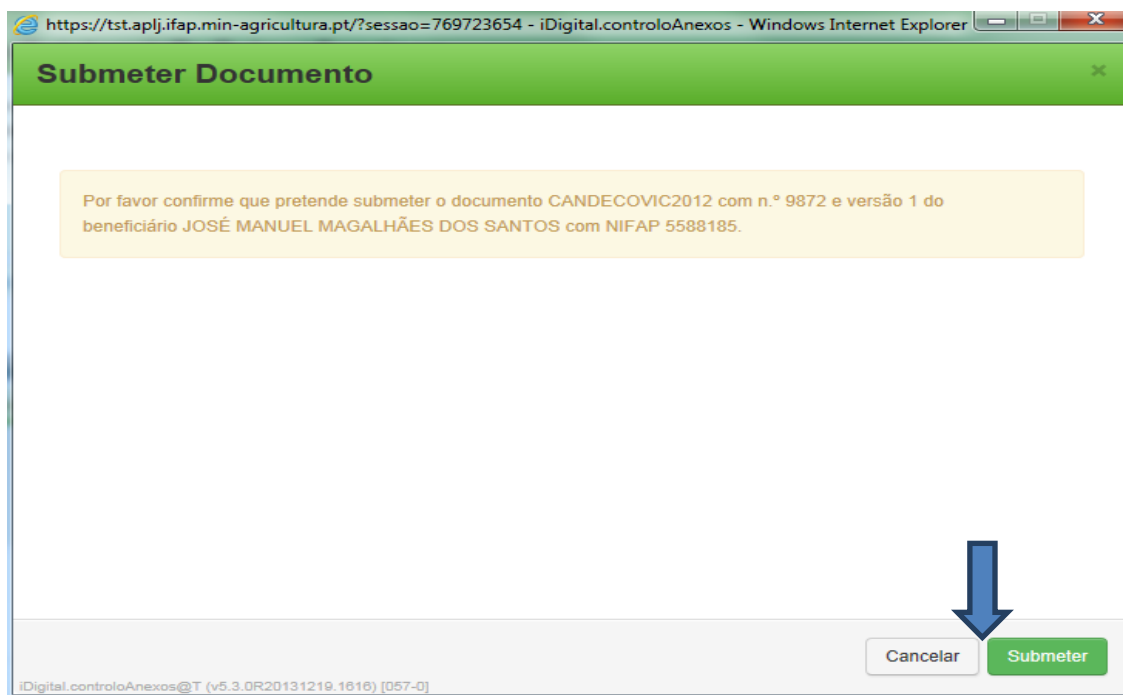 https://tst.aplj.ifap.min-agricultura.pt/?sessao=769723654 - iDigital.controloAnexos - Windows Internet Explorer
Submeter Documento
Por favor confirme que pretende submeter o documento CANDECOVIC2012 com n.º 9872 e versão 1 do
beneficiário JOSÉ MANUEL MAGALHÃES DOS SANTOS com NIFAP 5588185.
Cancelar Submeter
iDigital.controloAnexos@T (v5.3.0R20131219.1616) [057-0]